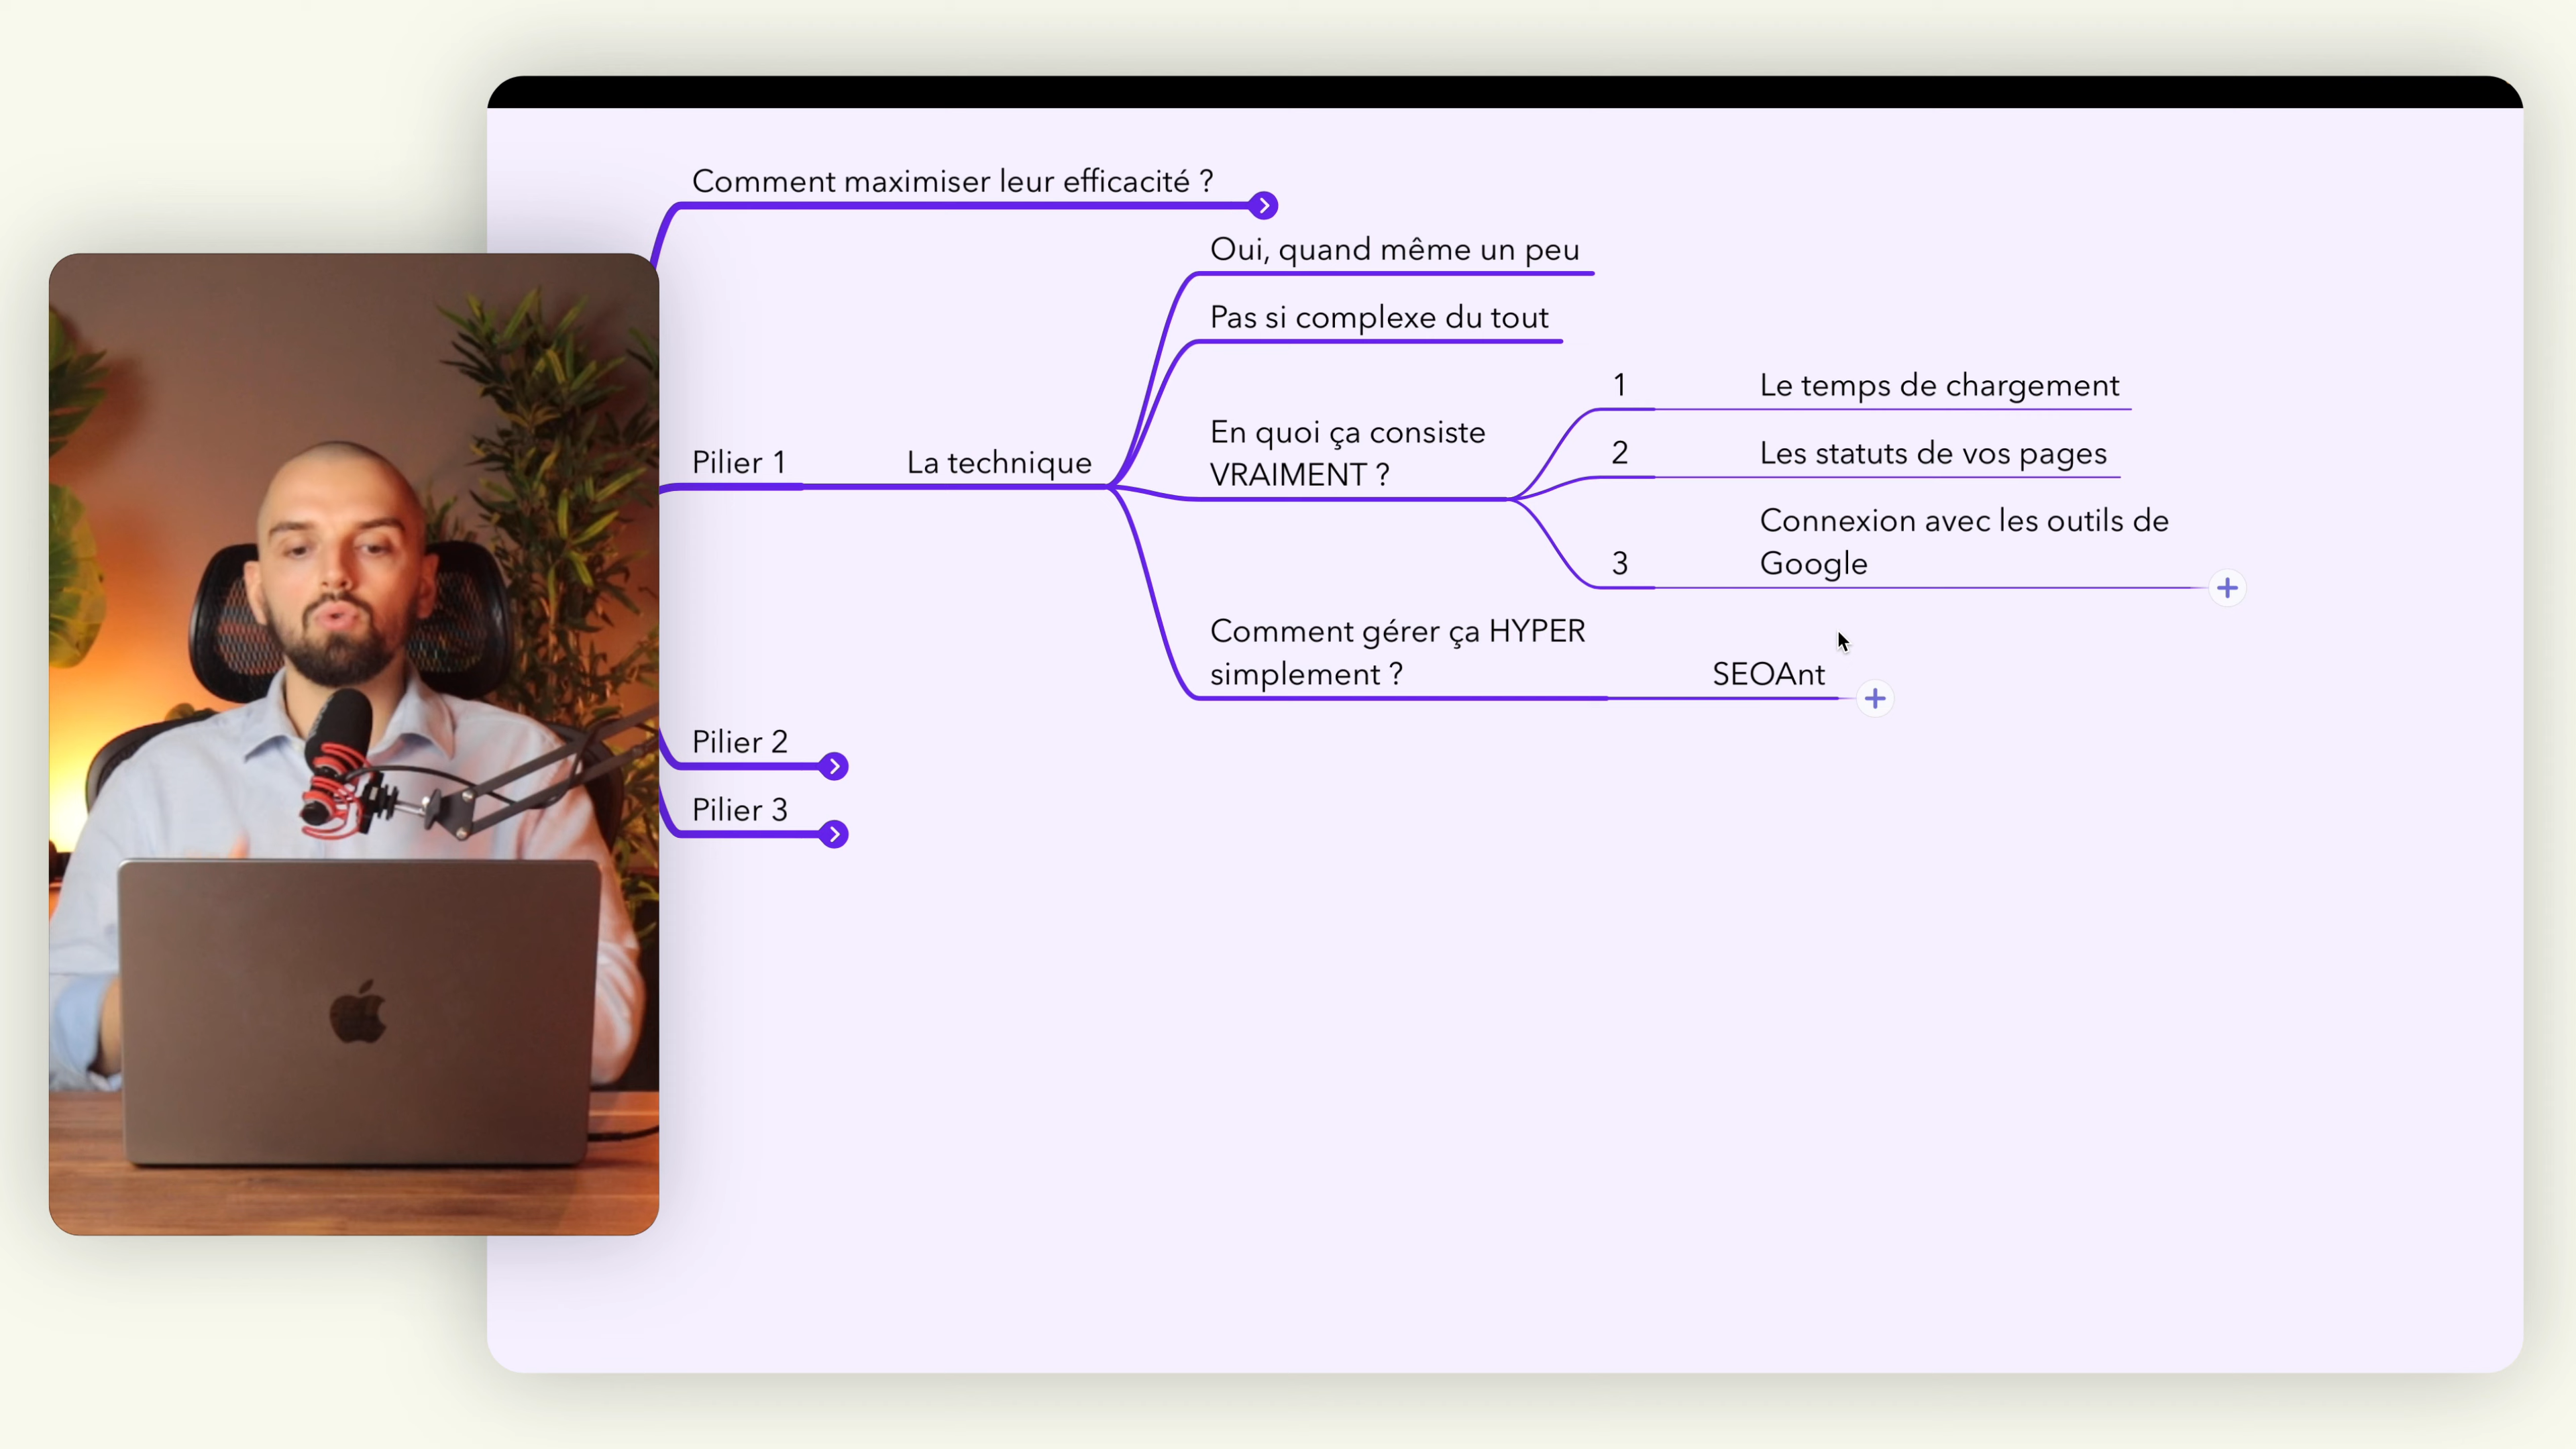 Comment maximiser leur efficacité ?
Oui, quand même un peu
Pas si complexe du tout
1 Le temps de chargement
En quoi ça consiste
VRAIMENT ?
2 Les statuts de vos pages
Pilier 1 La technique
Connexion avec les outils de
3 Google
Comment gérer ça HYPER
simplement ? SEOAnt
Pilier 2
Pilier 3